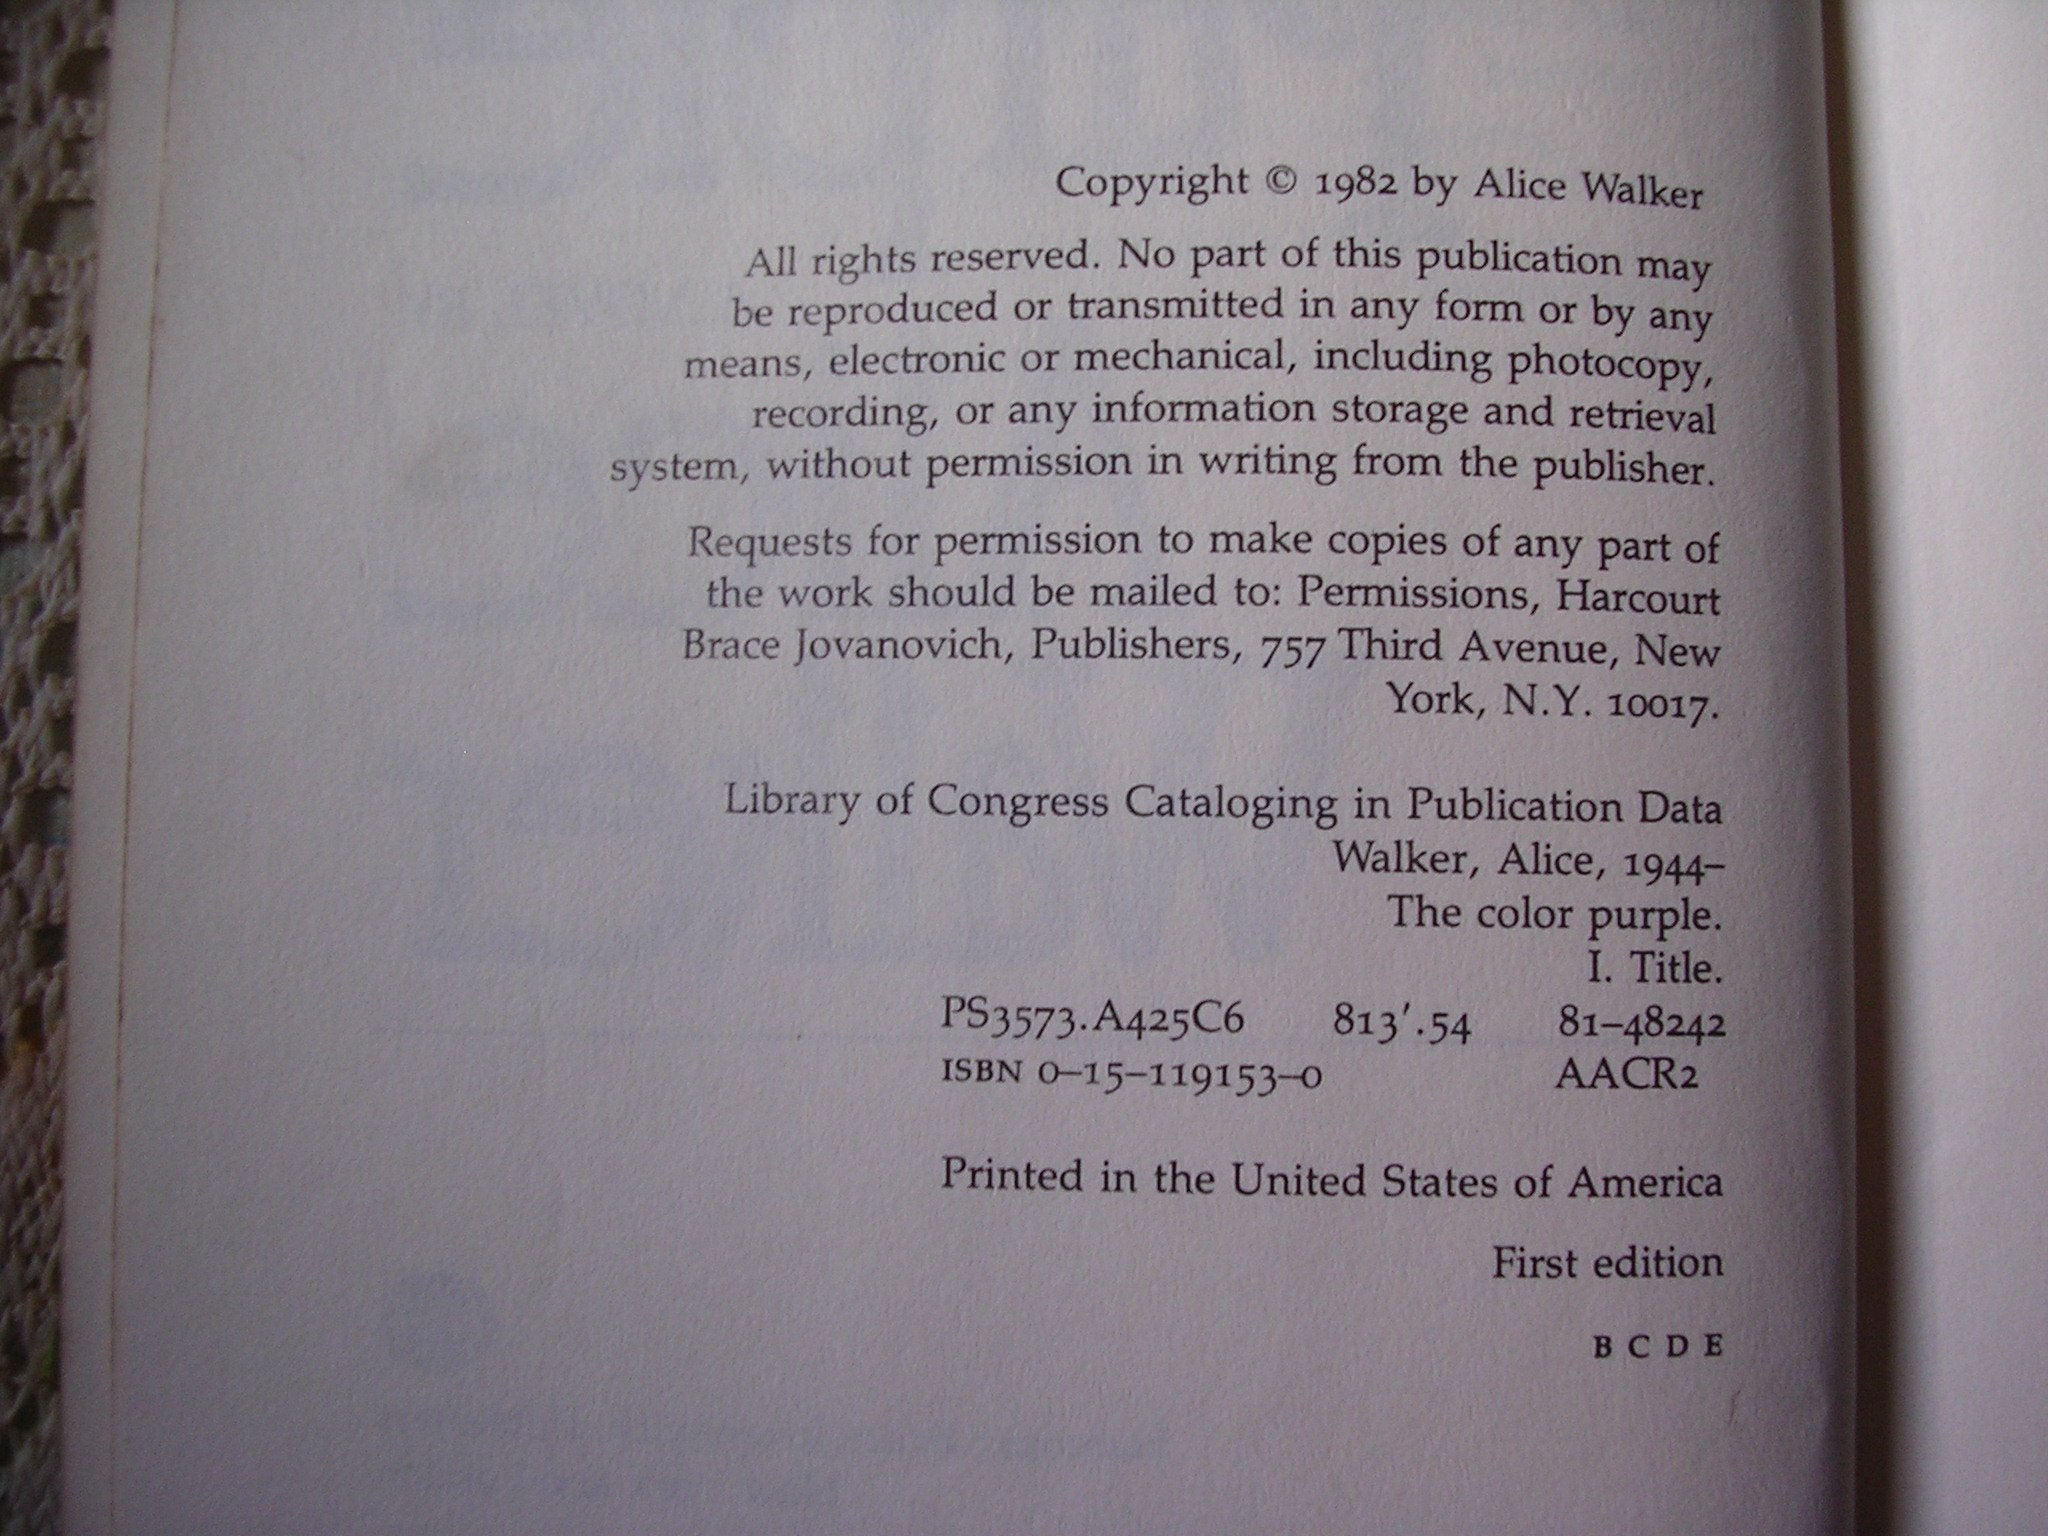 Copyright © 1982 by Alice Walker
All rights reserved. No part of this publication may
be reproduced or transmitted in any form or by any
means, electronic or mechanical, including photocopy,
recording, or any information storage and retrieval
system, without permission in writing from the publisher.
Requests for permission to make copies of any part of
the work should be mailed to: Permissions, Harcourt
Brace Jovanovich, Publishers, 757 Third Avenue, New
York, N.Y. 10017.
Library of Congress Cataloging in Publication Data
Walker, Alice, 1944–
The color purple.
I. Title.
PS3573.A425C6 813′.54 81–48242
ISBN 0–15–119153–0 AACR2
Printed in the United States of America
First edition
B C D E